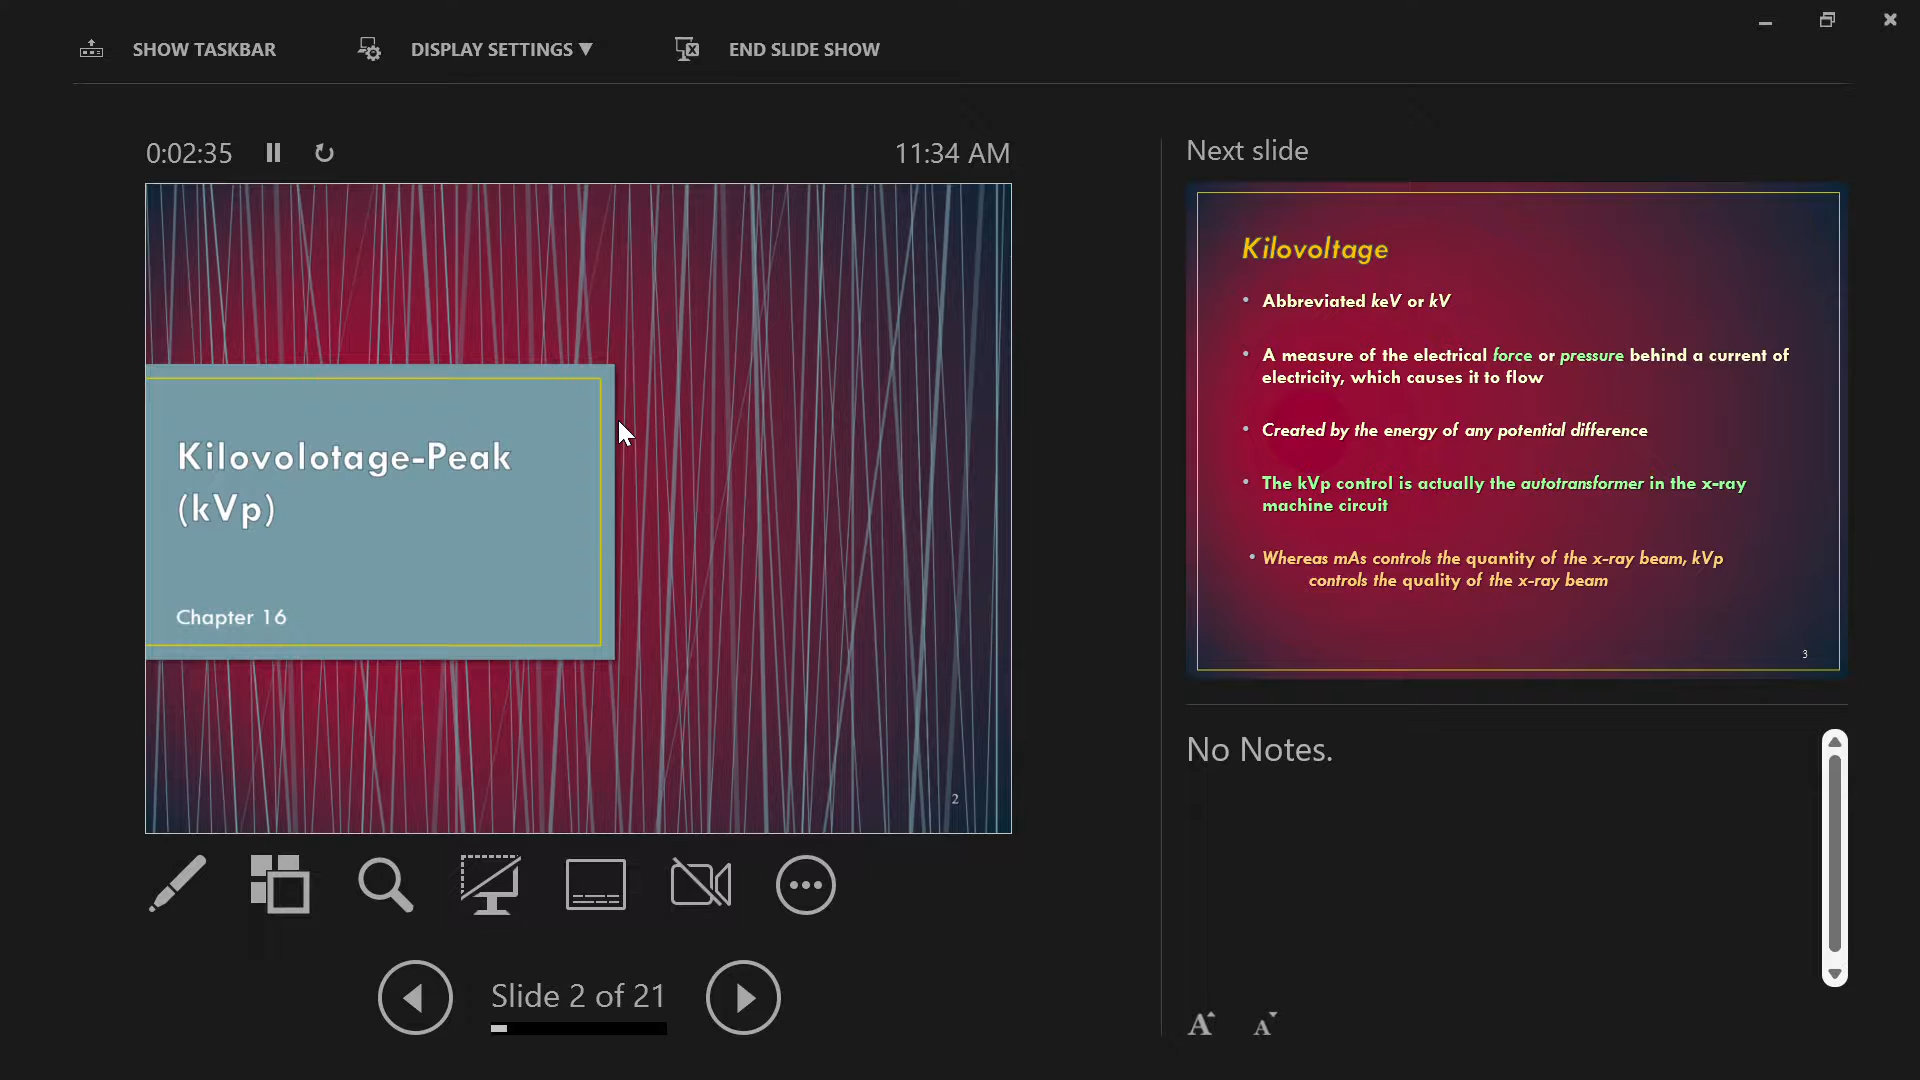 SHOW TASKBAR
DISPLAY SETTINGS ▼
END SLIDE SHOW
0:02:35
11:34 AM
Kilovolotage-Peak
(kVp)
Chapter 16
2
Slide 2 of 21
Next slide
Kilovoltage
• Abbreviated keV or kV
• A measure of the electrical force or pressure behind a current of
electricity, which causes it to flow
• Created by the energy of any potential difference
• The kVp control is actually the autotransformer in the x-ray
machine circuit
• Whereas mAs controls the quantity of the x-ray beam, kVp
controls the quality of the x-ray beam
3
No Notes.
A A